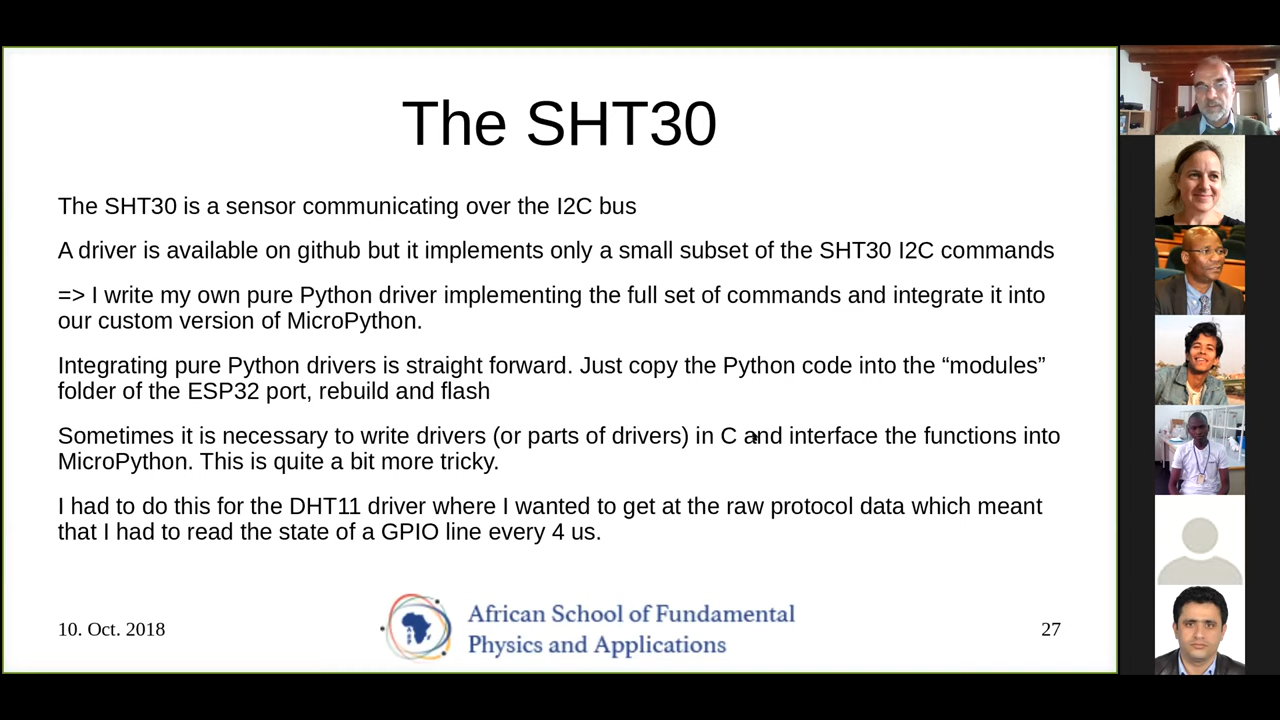 The SHT30
The SHT30 is a sensor communicating over the I2C bus
A driver is available on github but it implements only a small subset of the SHT30 I2C commands
=> I write my own pure Python driver implementing the full set of commands and integrate it into
our custom version of MicroPython.
Integrating pure Python drivers is straight forward. Just copy the Python code into the “modules”
folder of the ESP32 port, rebuild and flash
Sometimes it is necessary to write drivers (or parts of drivers) in C and interface the functions into
MicroPython. This is quite a bit more tricky.
I had to do this for the DHT11 driver where I wanted to get at the raw protocol data which meant
that I had to read the state of a GPIO line every 4 us.
10. Oct. 2018
African School of Fundamental
Physics and Applications
27